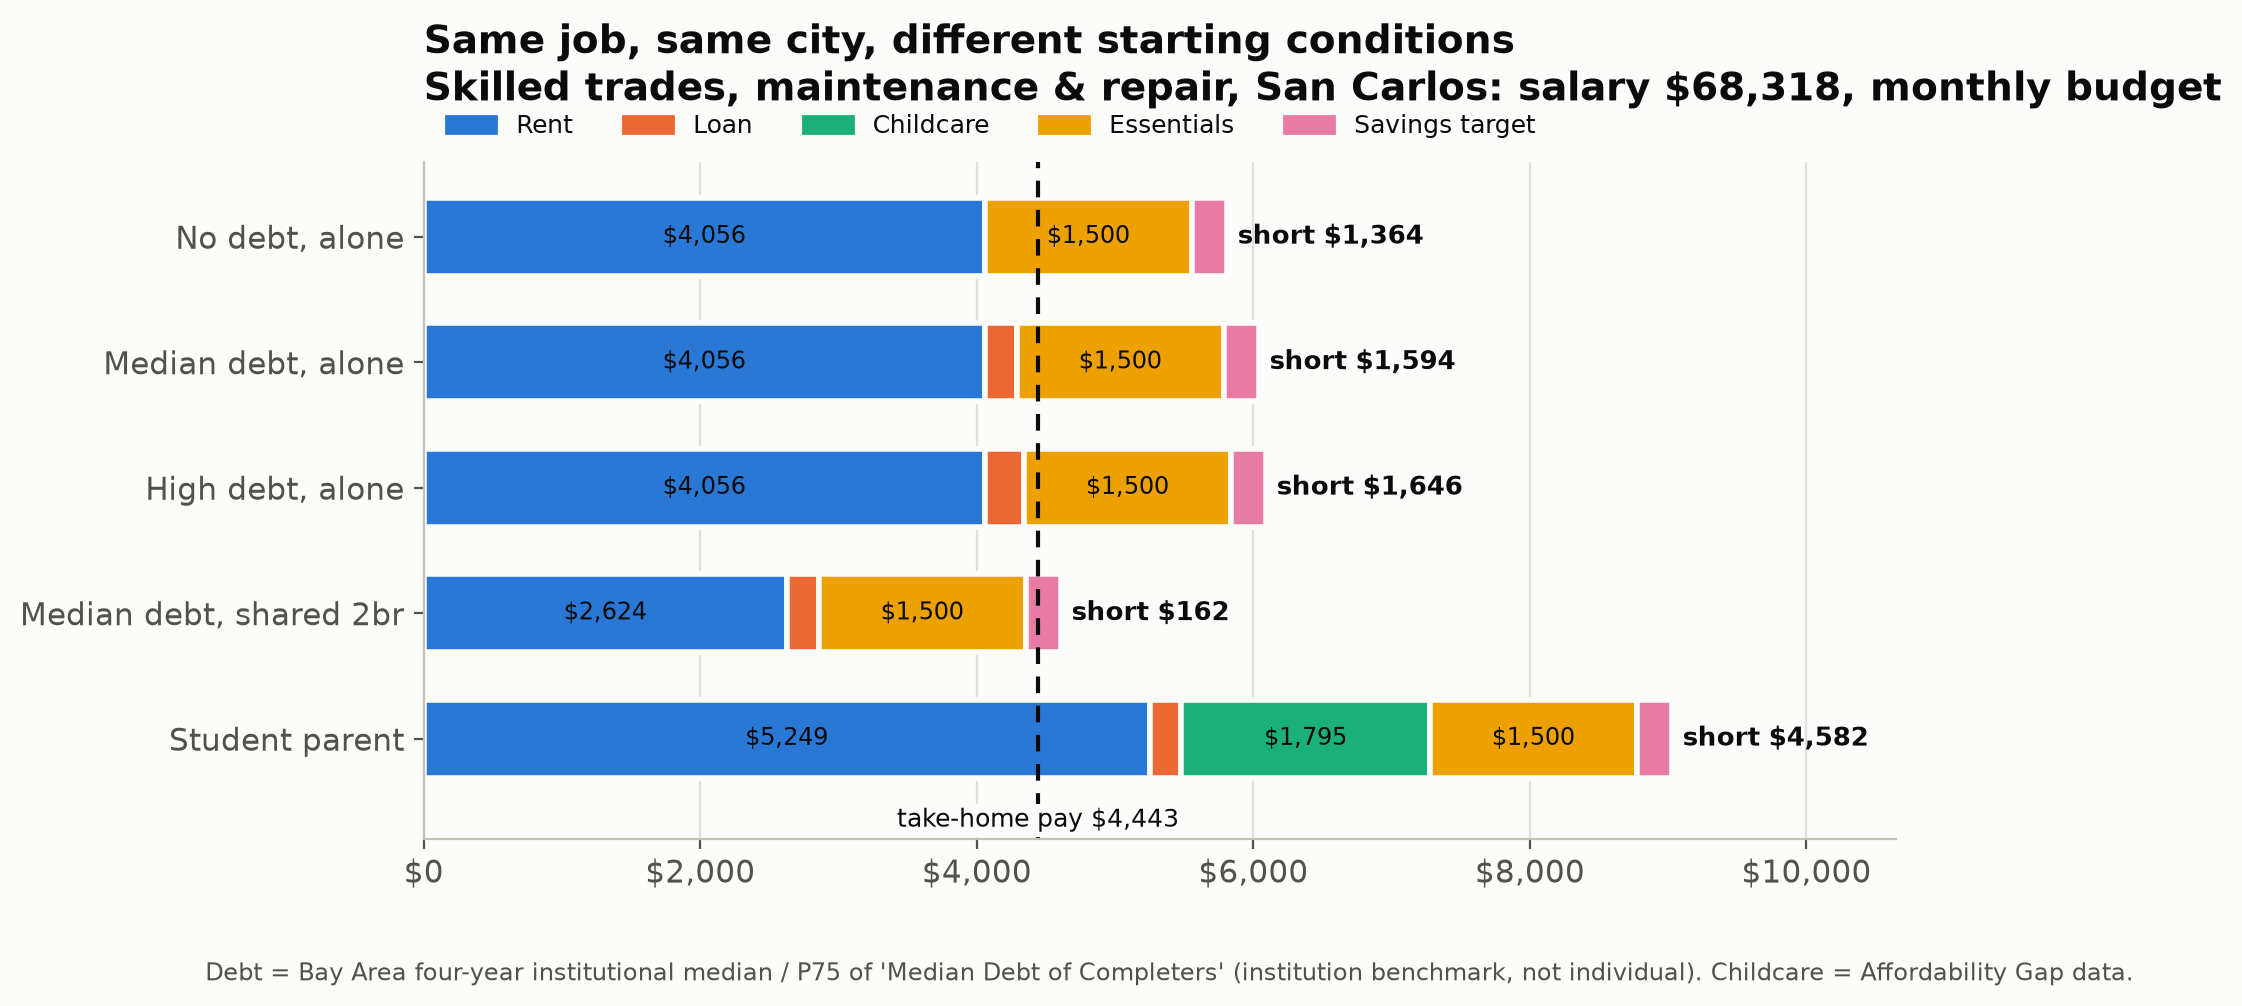 Same job, same city, different starting conditions
Skilled trades, maintenance & repair, San Carlos: salary $68,318, monthly budget
Rent Loan Childcare Essentials Savings target
No debt, alone $4,056 $1,500 short $1,364
Median debt, alone $4,056 $1,500 short $1,594
High debt, alone $4,056 $1,500 short $1,646
Median debt, shared 2br $2,624 $1,500 short $162
Student parent $5,249 $1,795 $1,500 short $4,582
take-home pay $4,443
$0 $2,000 $4,000 $6,000 $8,000 $10,000
Debt = Bay Area four-year institutional median / P75 of 'Median Debt of Completers' (institution benchmark, not individual). Childcare = Affordability Gap data.